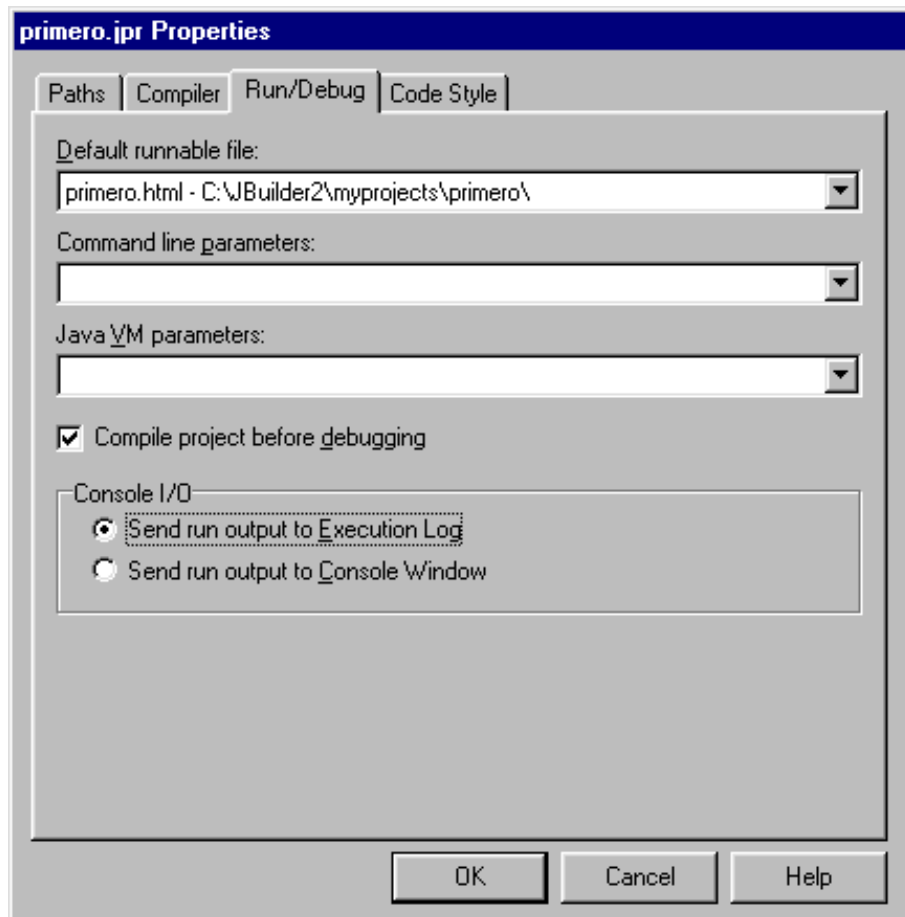 primero.jpr Properties
Paths Compiler Run/Debug Code Style
Default runnable file:
primero.html - C:\JBuilder2\myprojects\primero\
Command line parameters:
Java VM parameters:
Compile project before debugging
Console I/O
Send run output to Execution Log
Send run output to Console Window
OK Cancel Help